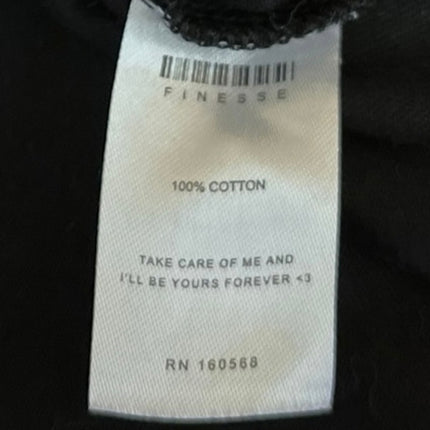 FINESSE
100% COTTON
TAKE CARE OF ME AND
I'LL BE YOURS FOREVER <3
RN 160568